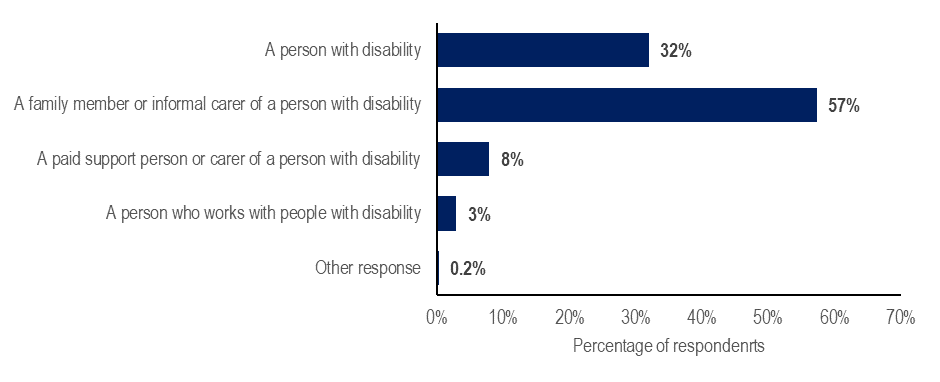 A person with disability
32%
A family member or informal carer of a person with disability
57%
A paid support person or carer of a person with disability
8%
A person who works with people with disability
3%
Other response
0.2%
0% 10% 20% 30% 40% 50% 60% 70%
Percentage of respondenrts